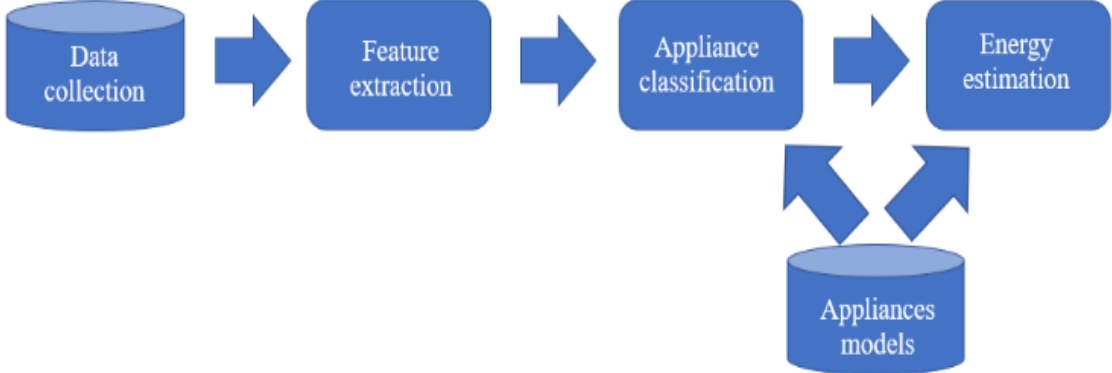 Data
collection
Feature
extraction
Appliance
classification
Energy
estimation
Appliances
models